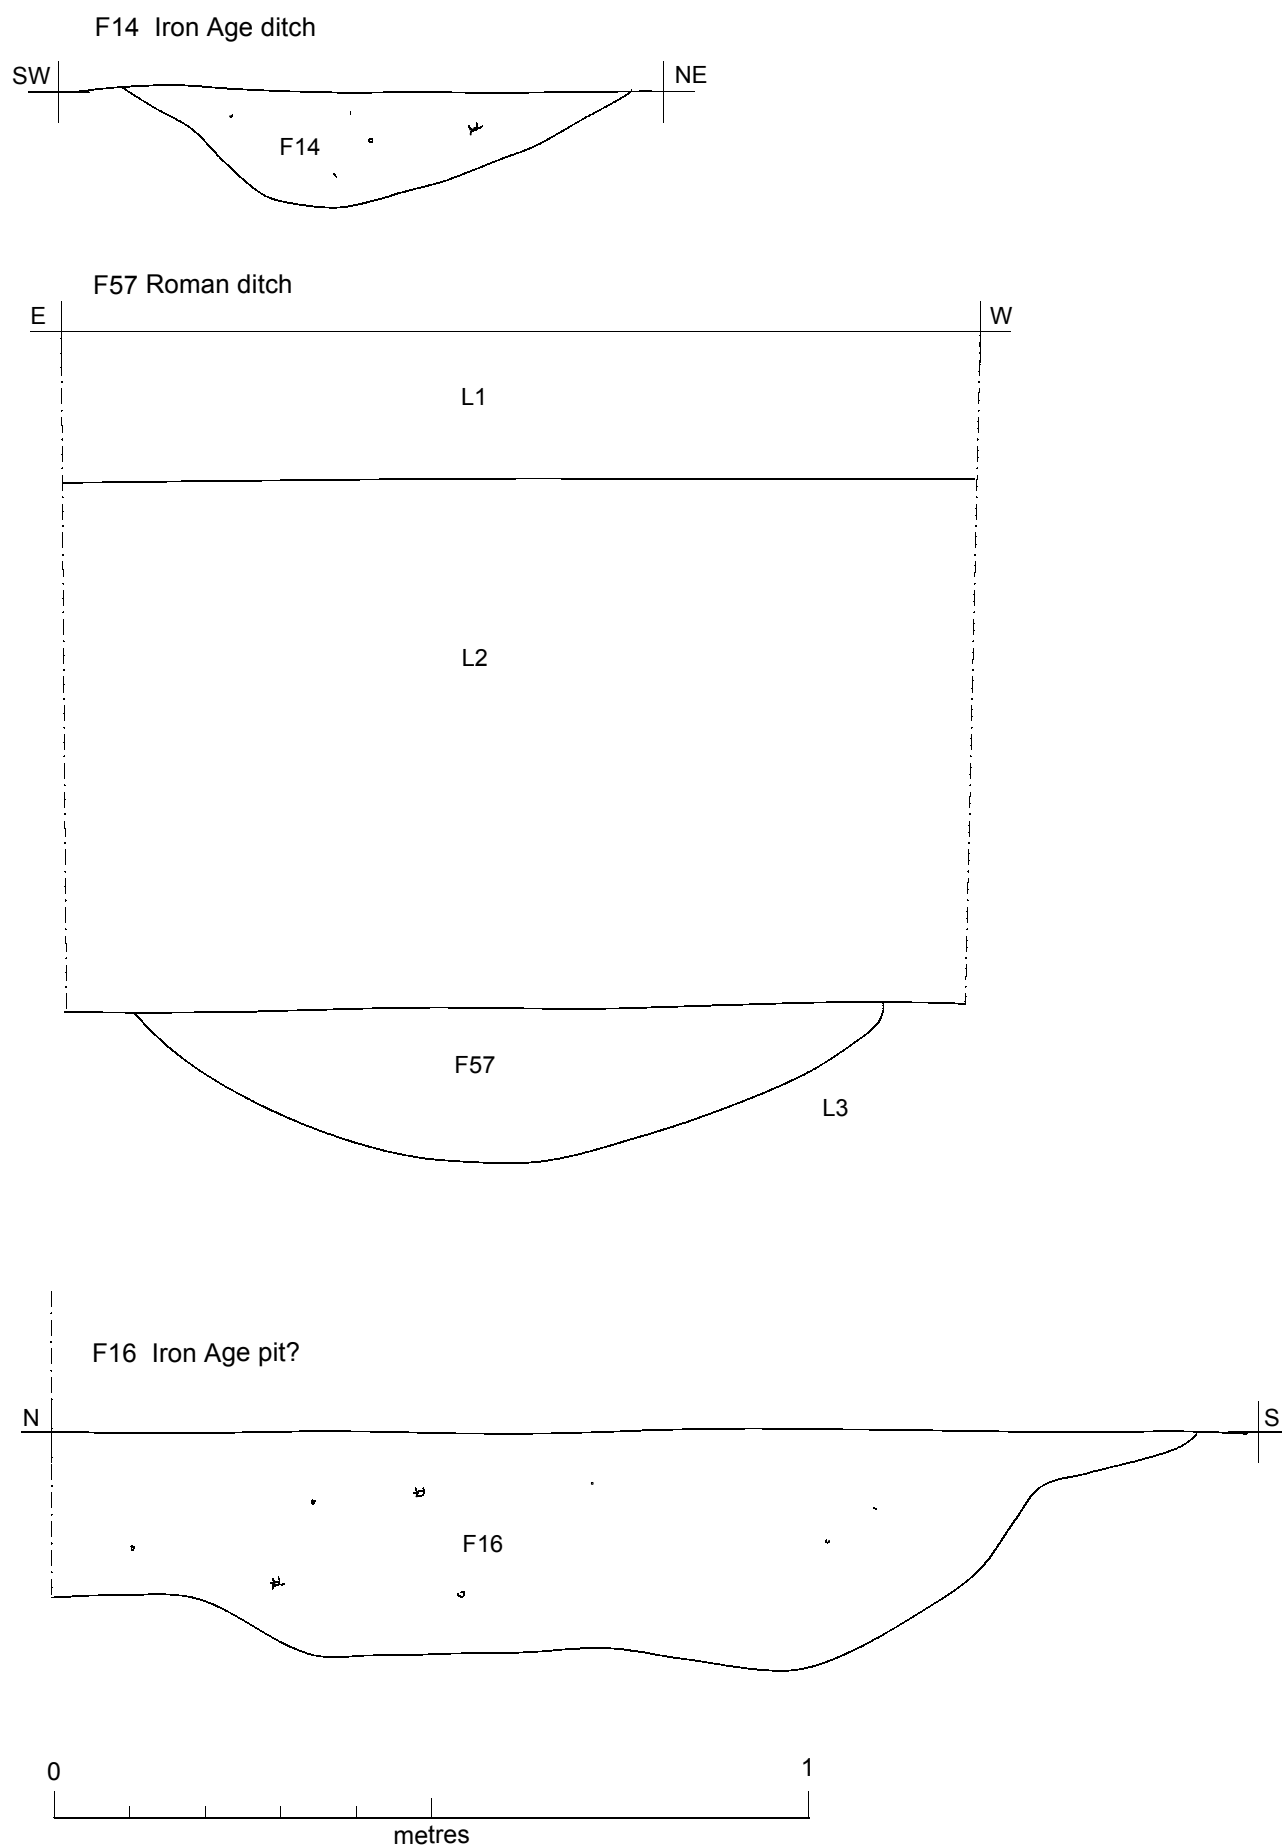 F14 Iron Age ditch
SW NE
F14
F57 Roman ditch
E W
L1
L2
F57
L3
F16 Iron Age pit?
N S
F16
0 1
metres